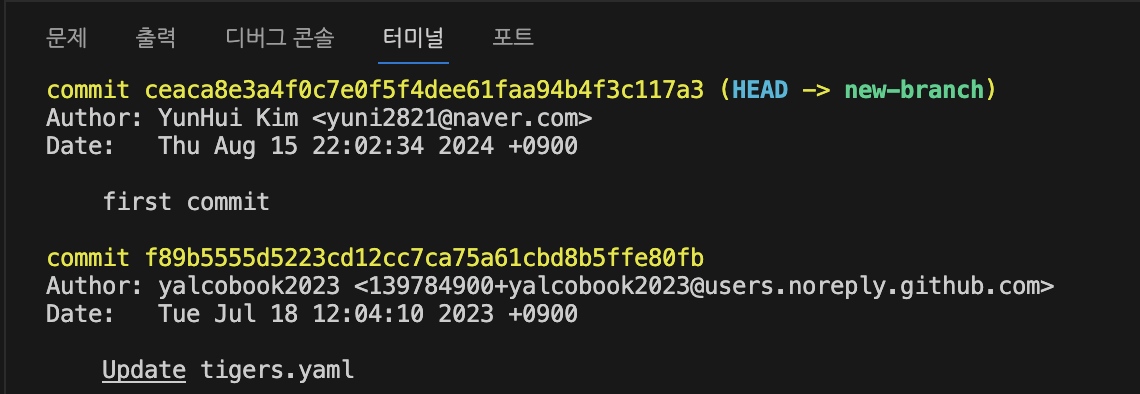 문제 출력 디버그 콘솔 터미널 포트
commit ceaca8e3a4f0c7e0f5f4dee61faa94b4f3c117a3 (HEAD -> new-branch)
Author: YunHui Kim <yuni2821@naver.com>
Date:   Thu Aug 15 22:02:34 2024 +0900
first commit
commit f89b5555d5223cd12cc7ca75a61cbd8b5ffe80fb
Author: yalcobook2023 <139784900+yalcobook2023@users.noreply.github.com>
Date:   Tue Jul 18 12:04:10 2023 +0900
Update tigers.yaml